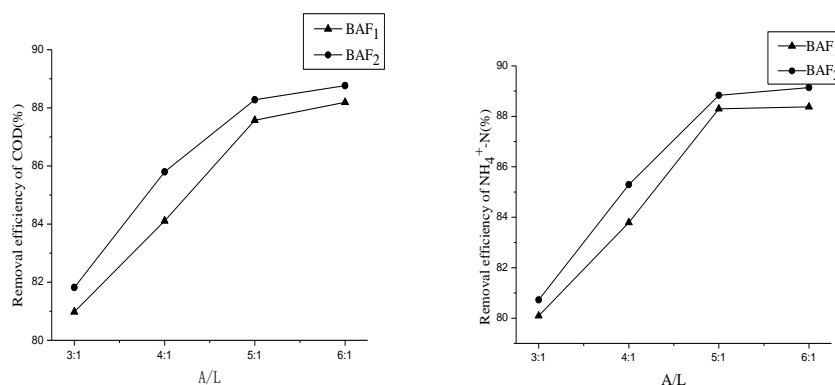 BAF1
BAF2
90
88
86
84
82
80
Removal efficiency of COD(%)
3:1
4:1
5:1
6:1
A/L
BAF
BAF
90
88
86
84
82
80
Removal efficiency of NH4+-N(%)
3:1
4:1
5:1
6:1
A/L